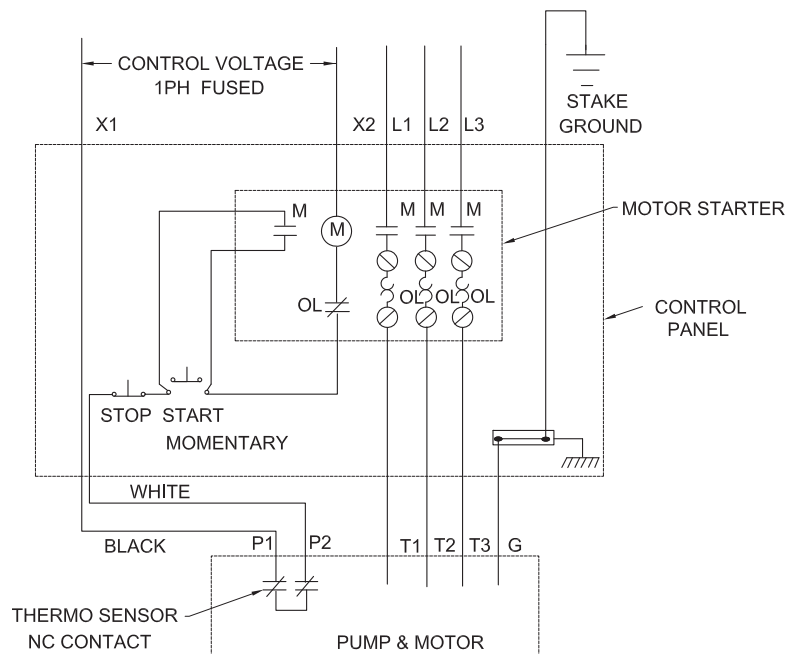 CONTROL VOLTAGE
1PH FUSED
STAKE
GROUND
X1
X2 L1 L2 L3
M
M
M M M
MOTOR STARTER
OL
OL OL OL
CONTROL
PANEL
STOP START
MOMENTARY
WHITE
BLACK
P1 P2
T1 T2 T3 G
THERMO SENSOR
NC CONTACT
PUMP & MOTOR